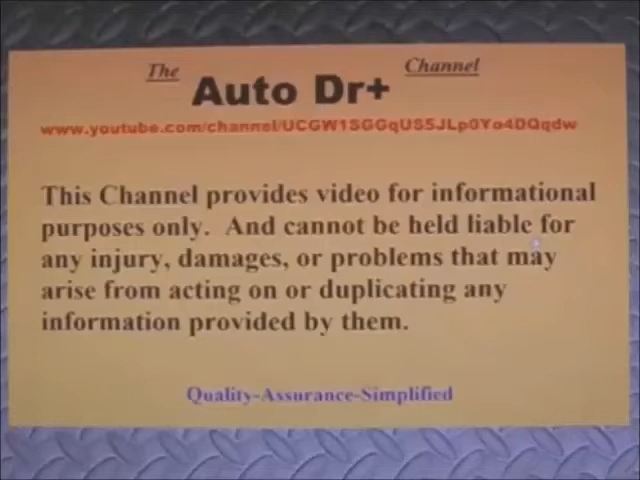 The Auto Dr+ Channel
www.youtube.com/channel/UCGW1SGGqUS5JLp0Yo4DQqdw
This Channel provides video for informational
purposes only. And cannot be held liable for
any injury, damages, or problems that may
arise from acting on or duplicating any
information provided by them.
Quality-Assurance-Simplified